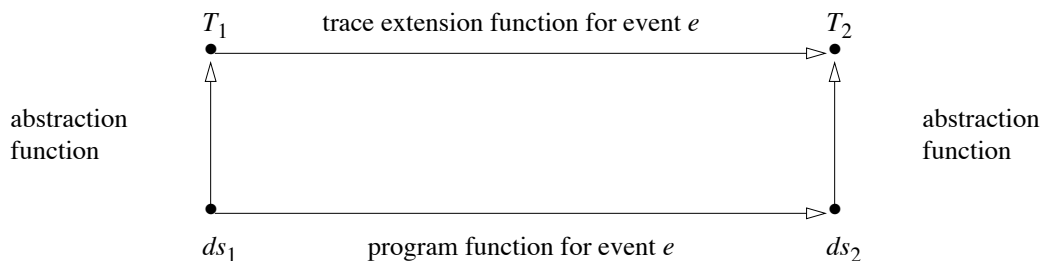 T1 trace extension function for event e T2
abstraction
function
abstraction
function
ds1 program function for event e ds2